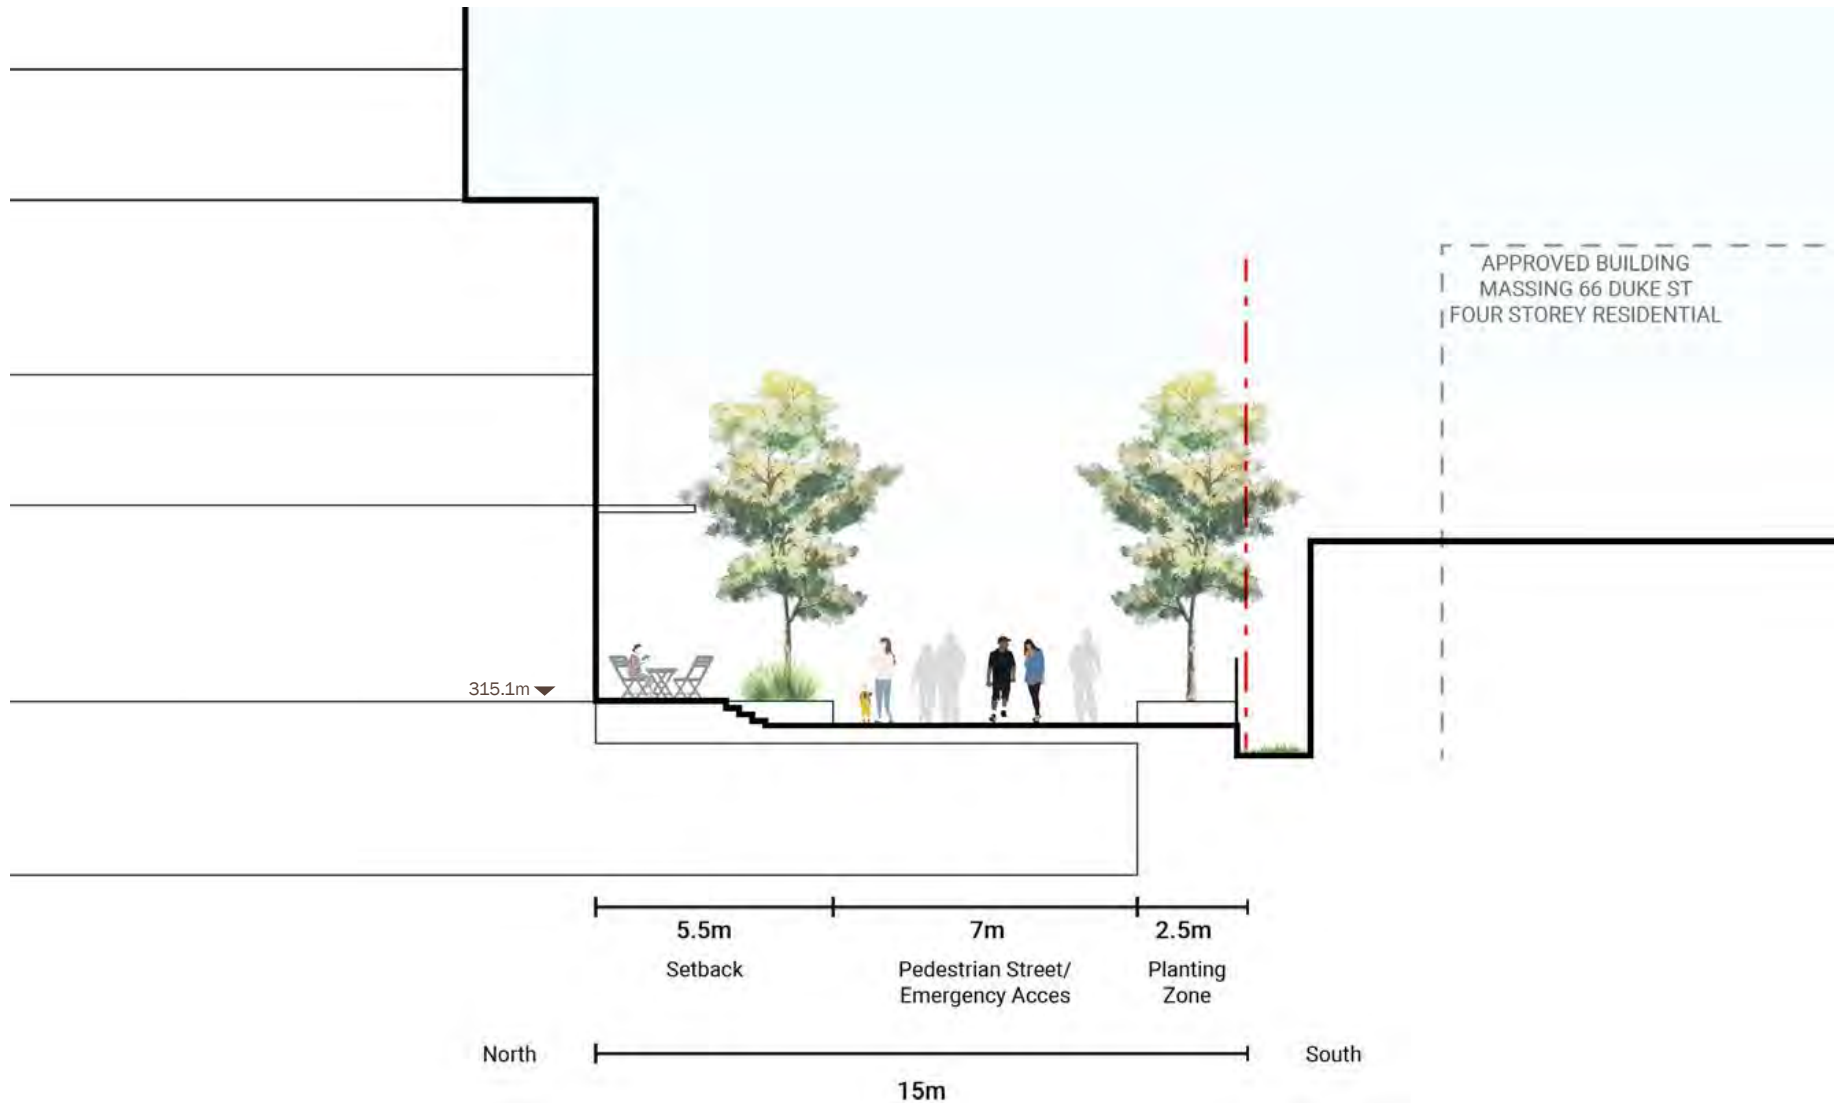 APPROVED BUILDING
MASSING 66 DUKE ST
FOUR STOREY RESIDENTIAL
315.1m
5.5m
7m
2.5m
Setback
Pedestrian Street/
Emergency Acces
Planting
Zone
North
South
15m